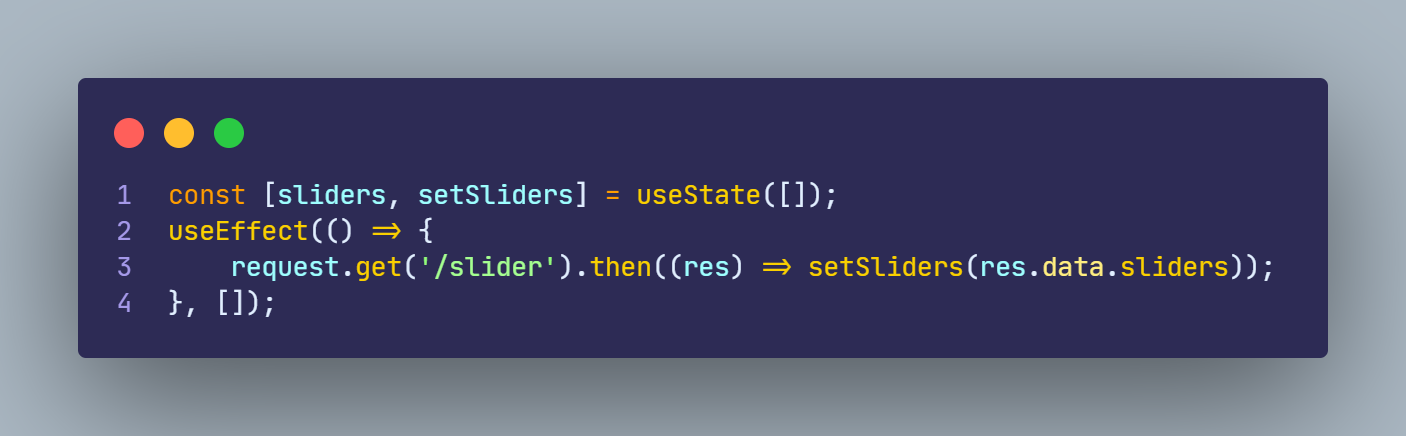 1 const [sliders, setSliders] = useState([]);
2 useEffect(() => {
3     request.get('/slider').then((res) => setSliders(res.data.sliders));
4 }, []);